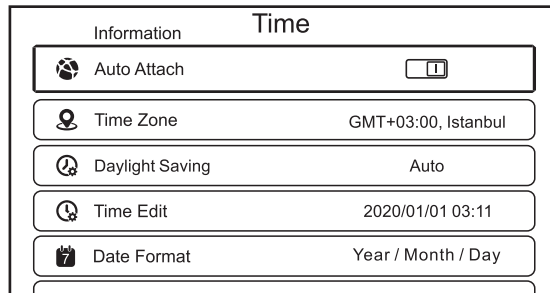 Time
Information
Auto Attach
Time Zone GMT+03:00, Istanbul
Daylight Saving Auto
Time Edit 2020/01/01 03:11
7 Date Format Year / Month / Day